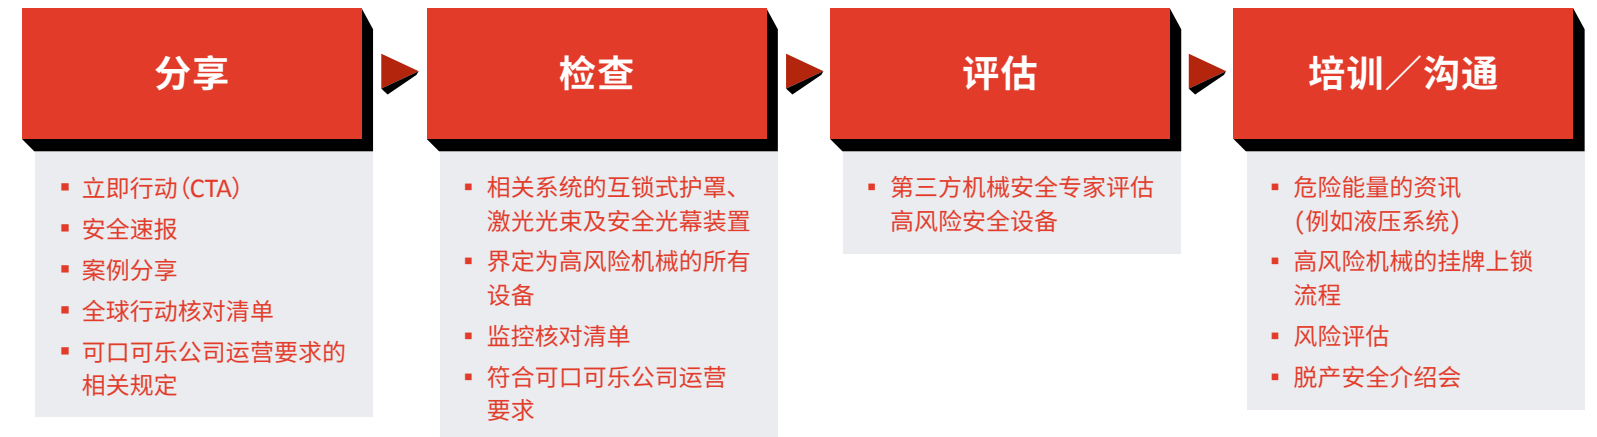 分享
立即行动（CTA）
安全速报
案例分享
全球行动核对清单
可口可乐公司运营要求的
相关规定
检查
相关系统的互锁式护罩、
激光光束及安全光幕装置
界定为高风险机械的所有
设备
监控核对清单
符合可口可乐公司运营
要求
评估
第三方机械安全专家评估
高风险安全设备
培训／沟通
危险能量的资讯
（例如液压系统）
高风险机械的挂牌上锁
流程
风险评估
脱产安全介绍会